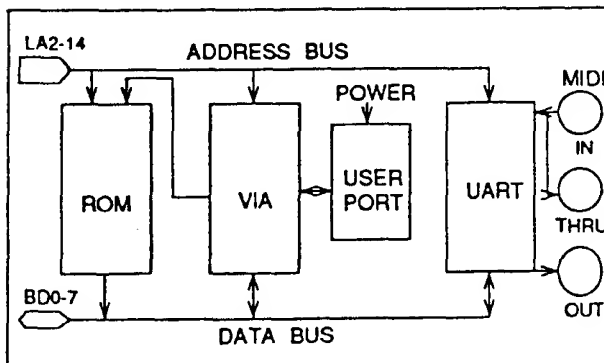 LA2-14
ADDRESS BUS
MIDI
POWER
IN
ROM
VIA
USER
PORT
UART
THRU
BD0-7
OUT
DATA BUS